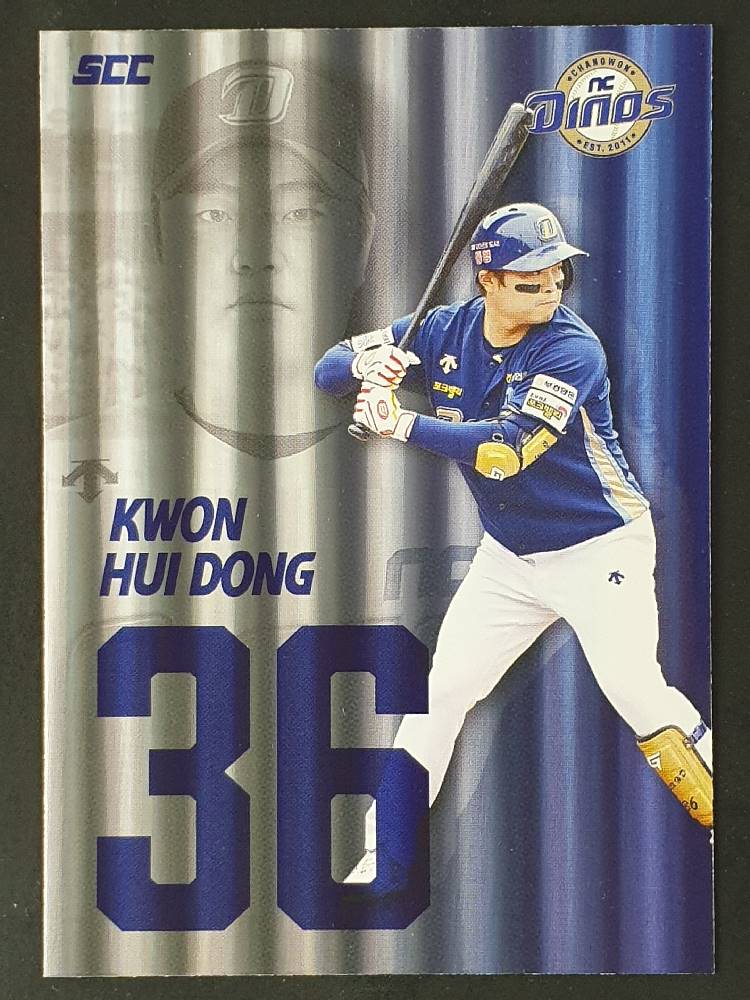 SCC
CHANGWON
NC
DINOS
EST. 2011
KWON
HUI DONG
36